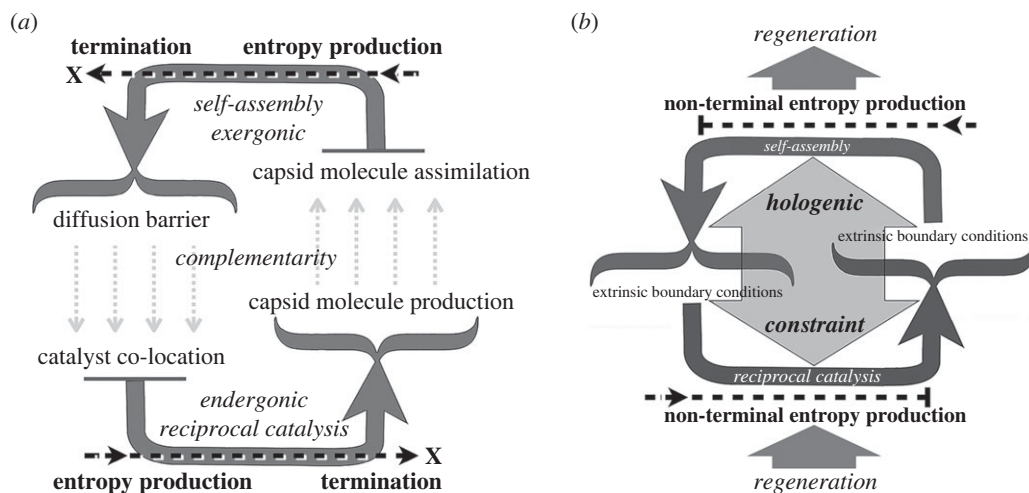 (a)
termination entropy production
X
self-assembly
exergonic
capsid molecule assimilation
diffusion barrier
complementarity
capsid molecule production
catalyst co-location
endergonic
reciprocal catalysis
X
entropy production termination
(b)
regeneration
non-terminal entropy production
self-assembly
hologenic
extrinsic boundary conditions
extrinsic boundary conditions
constraint
reciprocal catalysis
non-terminal entropy production
regeneration